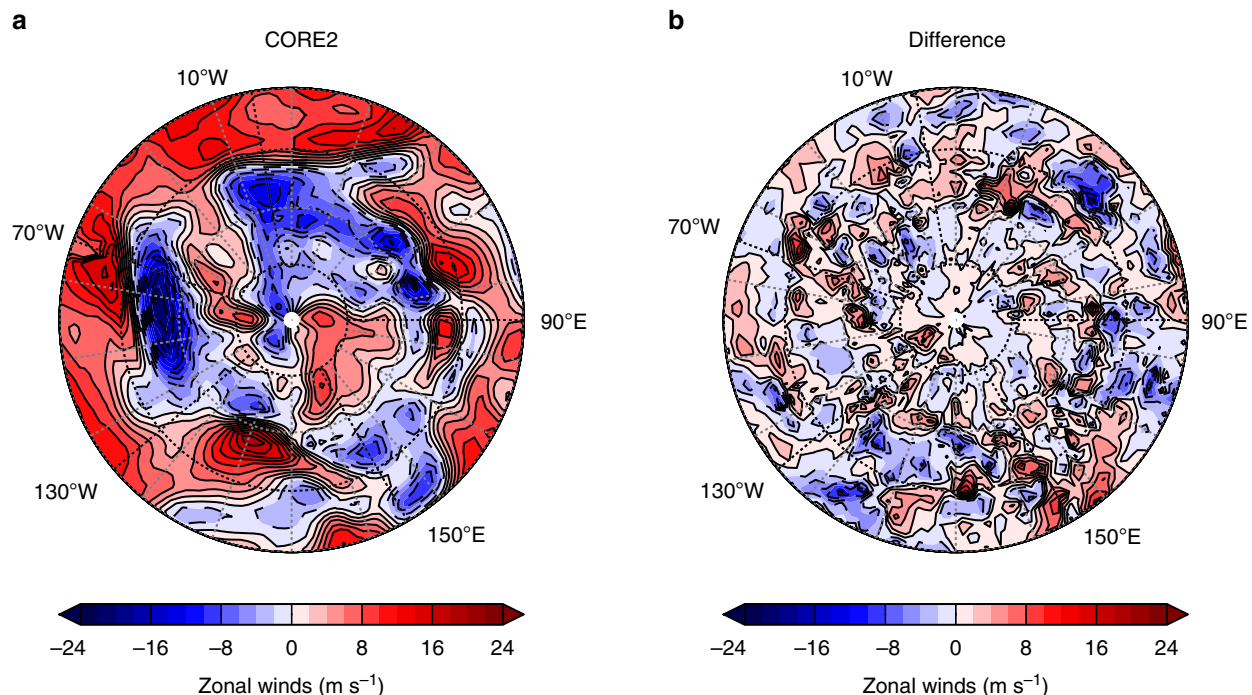 a
CORE2
10°W
70°W
90°E
130°W
150°E
−24 −16 −8 0 8 16 24
Zonal winds (m s⁻¹)
b
Difference
10°W
70°W
90°E
130°W
150°E
−24 −16 −8 0 8 16 24
Zonal winds (m s⁻¹)